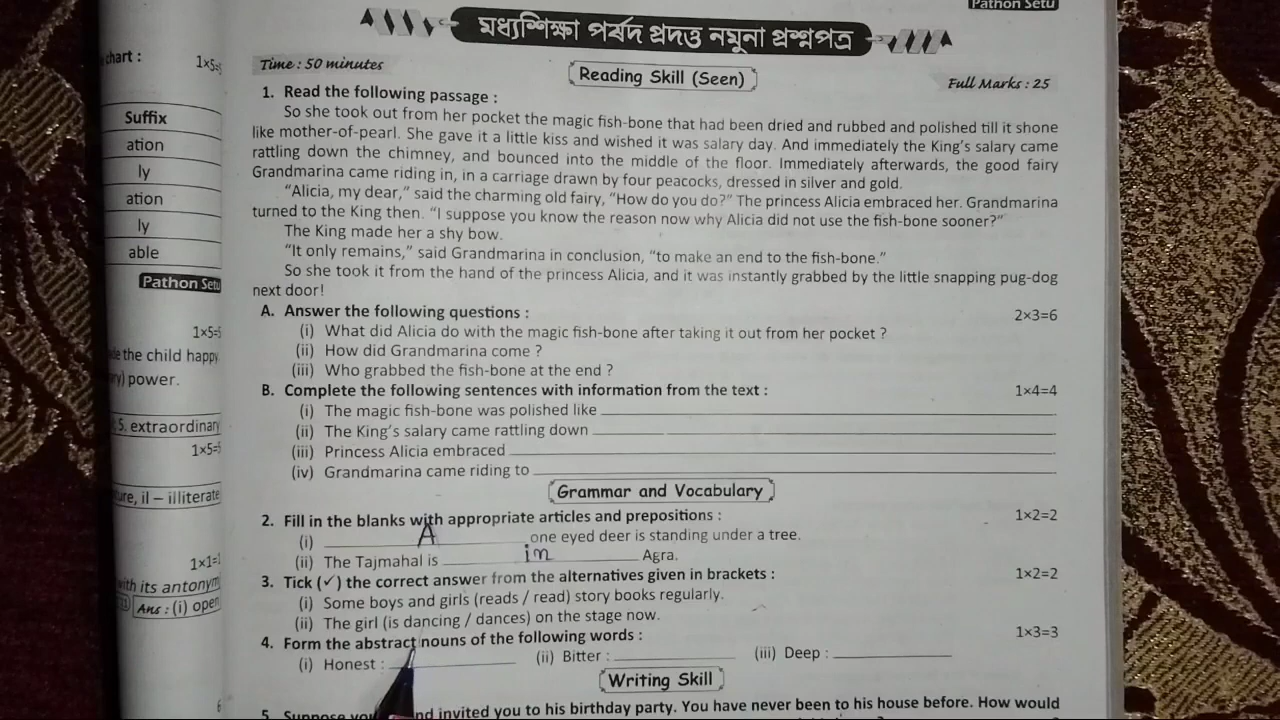 Pathon Setu
মধ্যশিক্ষা পর্ষদ প্রদত্ত নমুনা প্রশ্নপত্র
Time : 50 minutes
Reading Skill (Seen)
Full Marks : 25
1. Read the following passage :
So she took out from her pocket the magic fish-bone that had been dried and rubbed and polished till it shone
like mother-of-pearl. She gave it a little kiss and wished it was salary day. And immediately the King's salary came
rattling down the chimney, and bounced into the middle of the floor. Immediately afterwards, the good fairy
Grandmarina came riding in, in a carriage drawn by four peacocks, dressed in silver and gold.
"Alicia, my dear," said the charming old fairy, "How do you do?" The princess Alicia embraced her. Grandmarina
turned to the King then. "I suppose you know the reason now why Alicia did not use the fish-bone sooner?"
The King made her a shy bow.
"It only remains," said Grandmarina in conclusion, "to make an end to the fish-bone."
So she took it from the hand of the princess Alicia, and it was instantly grabbed by the little snapping pug-dog
next door!
A. Answer the following questions : 2×3=6
(i) What did Alicia do with the magic fish-bone after taking it out from her pocket ?
(ii) How did Grandmarina come ?
(iii) Who grabbed the fish-bone at the end ?
B. Complete the following sentences with information from the text : 1×4=4
(i) The magic fish-bone was polished like
(ii) The King's salary came rattling down
(iii) Princess Alicia embraced
(iv) Grandmarina came riding to
Grammar and Vocabulary
2. Fill in the blanks with appropriate articles and prepositions : 1×2=2
(i) A one eyed deer is standing under a tree.
(ii) The Tajmahal is in Agra.
3. Tick (✓) the correct answer from the alternatives given in brackets : 1×2=2
(i) Some boys and girls (reads / read) story books regularly.
(ii) The girl (is dancing / dances) on the stage now.
4. Form the abstract nouns of the following words : 1×3=3
(i) Honest : (ii) Bitter : (iii) Deep :
Writing Skill
5. Suppose invited you to his birthday party. You have never been to his house before. How would
chart : 1×5=
Suffix
ation
ly
ation
ly
able
Pathon Setu
1×5=5
the child happy
power.
5. extraordinary
1×5=5
il – illiterate
1×1=1
with its antonym
Ans : (i) open